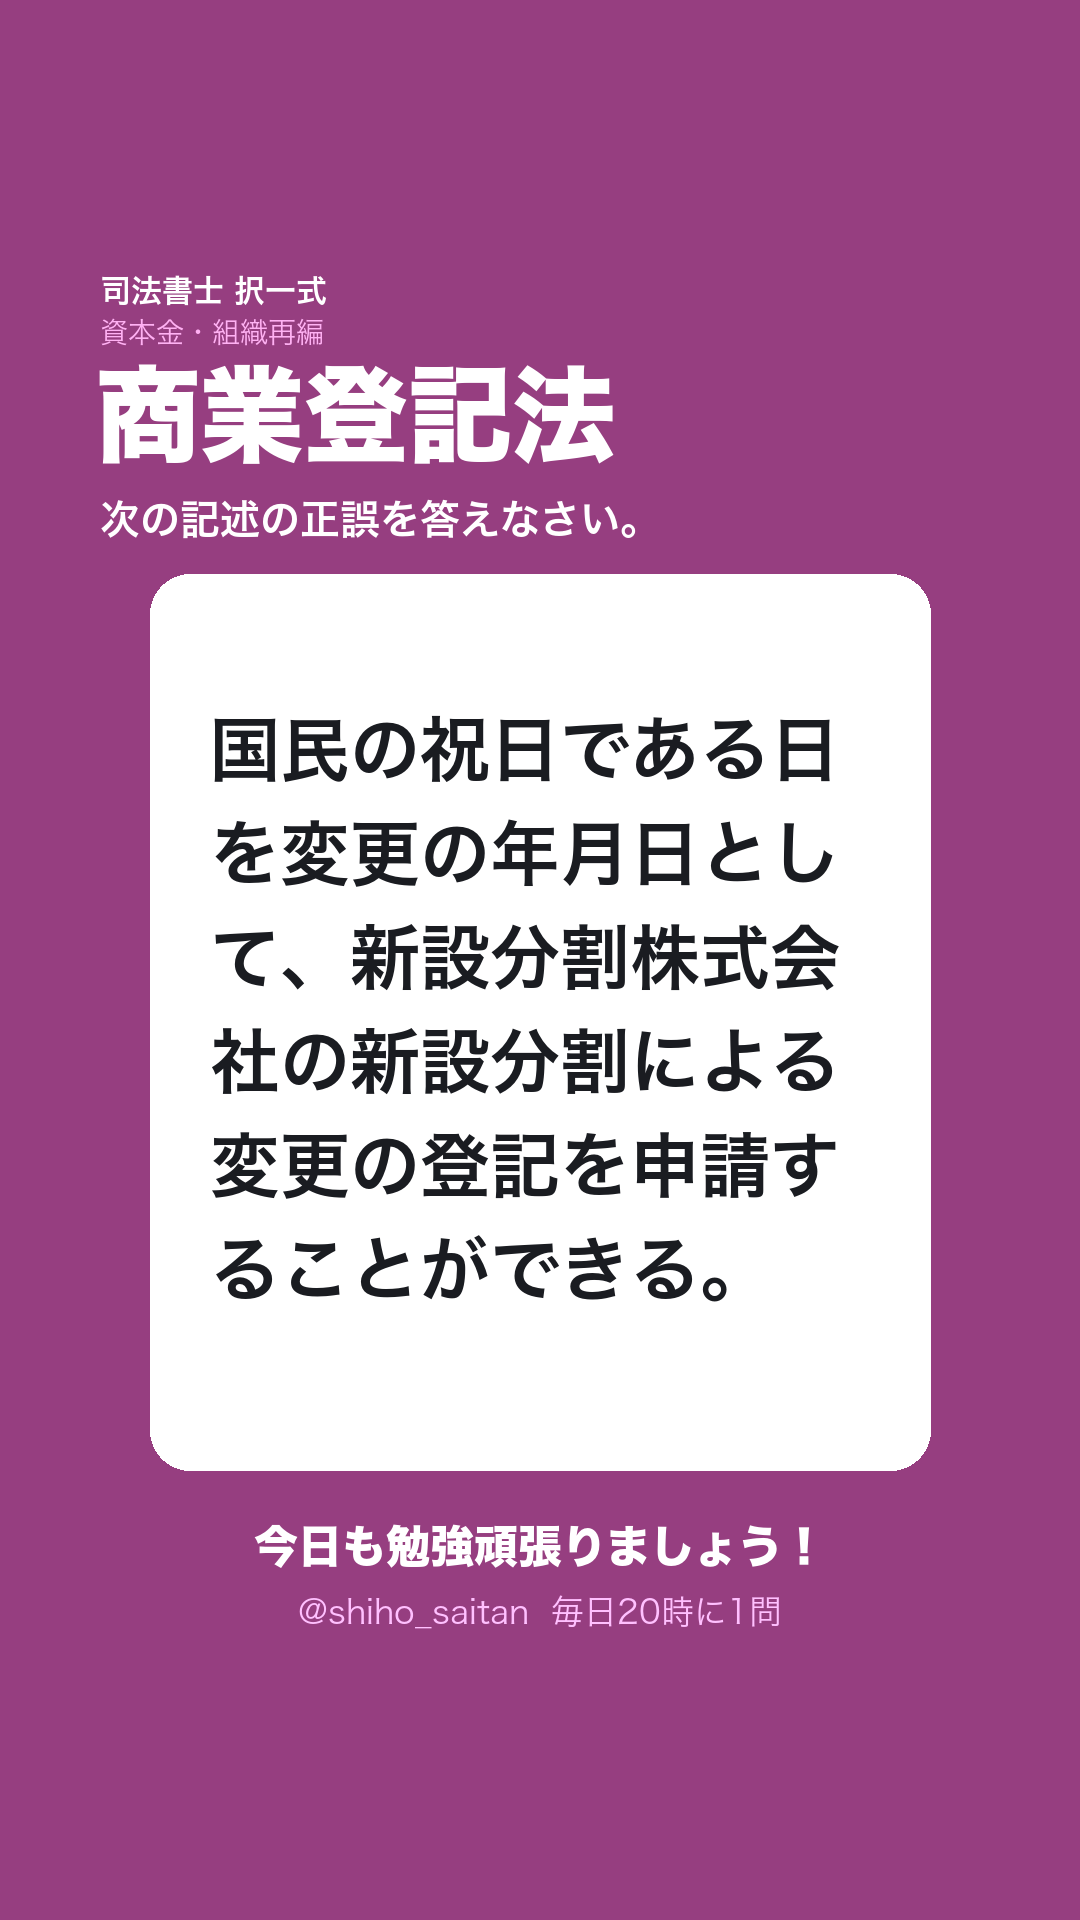 司法書士 択一式
資本金・組織再編
商業登記法
次の記述の正誤を答えなさい。
国民の祝日である日
を変更の年月日とし
て、新設分割株式会
社の新設分割による
変更の登記を申請す
ることができる。
今日も勉強頑張りましょう！
@shiho_saitan 毎日20時に1問